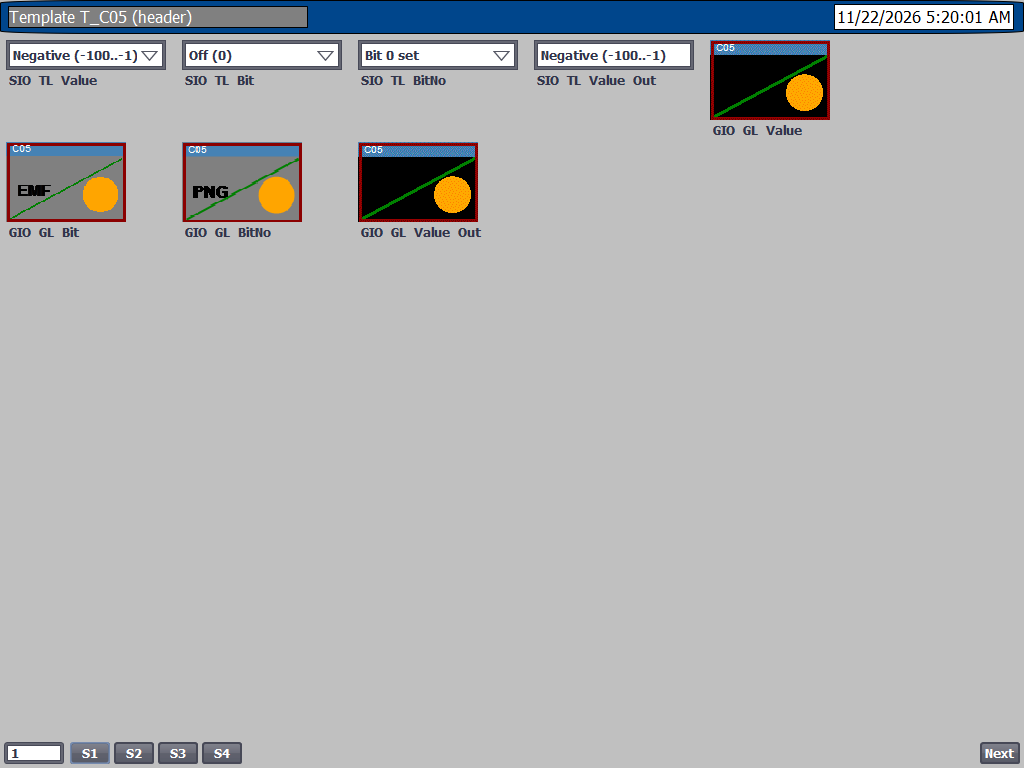 Template T_C05 (header)
11/22/2026 5:20:01 AM
Negative (-100..-1)
Off (0)
Bit 0 set
Negative (-100..-1)
C05
SIO TL Value
SIO TL Bit
SIO TL BitNo
SIO TL Value Out
GIO GL Value
C05
C05
C05
EMF
PNG
GIO GL Bit
GIO GL BitNo
GIO GL Value Out
1
S1
S2
S3
S4
Next